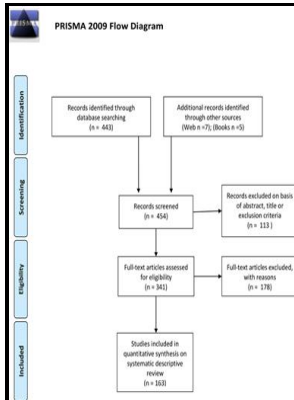 PRISMA 2009 Flow Diagram
Identification
Records identified through
database searching
(n = 443)
Additional records identified
through other sources
(Web n =7); (Books n =5)
Screening
Records screened
(n = 454)
Records excluded on basis
of abstract, title or
exclusion criteria
(n = 113 )
Eligibility
Full-text articles assessed
for eligibility
(n = 341)
Full-text articles excluded,
with reasons
(n = 178)
Included
Studies included in
quantitative synthesis on
systematic descriptive
review
(n = 163)